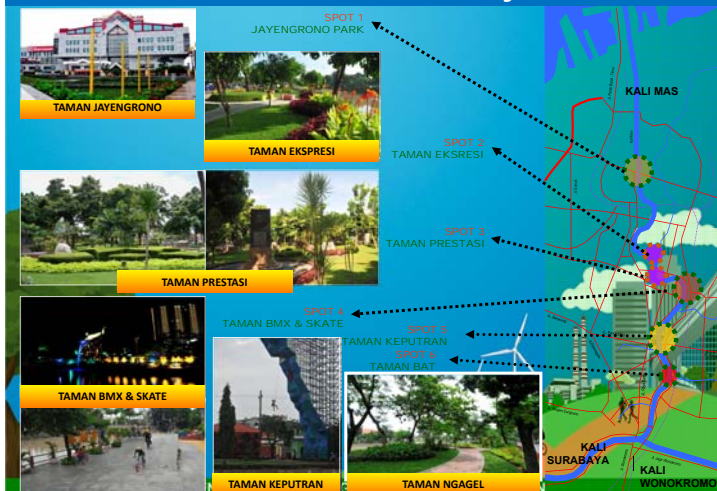 SPOT 1
JAYENGRONO PARK
KALI MAS
TAMAN JAYENGRONO
TAMAN EKSPRESI
SPOT 2
TAMAN EKSRESI
SPOT 3
TAMAN PRESTASI
TAMAN PRESTASI
SPOT 4
TAMAN BMX & SKATE
SPOT 5
TAMAN KEPUTRAN
SPOT 6
TAMAN BAT
TAMAN BMX & SKATE
KALI
SURABAYA
KALI
WONOKROMO
TAMAN KEPUTRAN
TAMAN NGAGEL